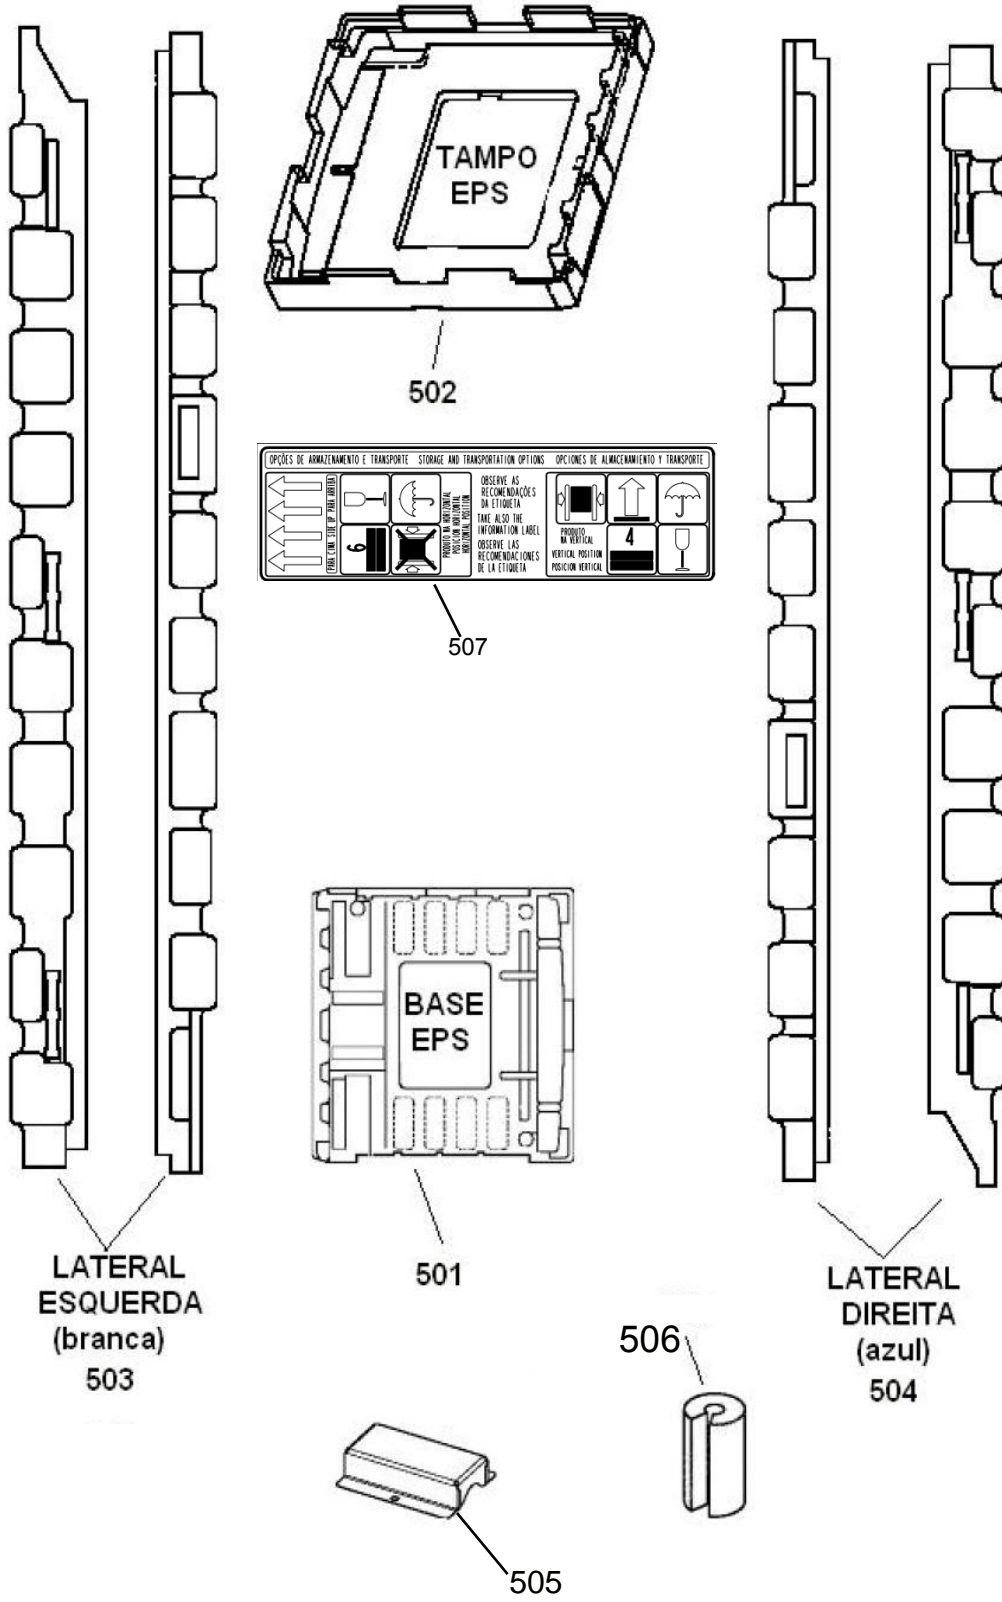 TAMPO
EPS
502
OPÇÕES DE ARMAZENAMENTO E TRANSPORTE STORAGE AND TRANSPORTATION OPTIONS OPCIONES DE ALMACENAMIENTO Y TRANSPORTE
PARA CIMA SIDE UP PARA ARRIBA
6
PRODUTO NA HORIZONTAL
POSICION HORIZONTAL
HORIZONTAL POSITION
OBSERVE AS
RECOMENDAÇÕES
DA ETIQUETA
TAKE ALSO THE
INFORMATION LABEL
OBSERVE LAS
RECOMENDACIONES
DE LA ETIQUETA
PRODUTO
NA VERTICAL
VERTICAL POSITION
POSICION VERTICAL
4
507
BASE
EPS
501
LATERAL
ESQUERDA
(branca)
503
LATERAL
DIREITA
(azul)
504
506
505